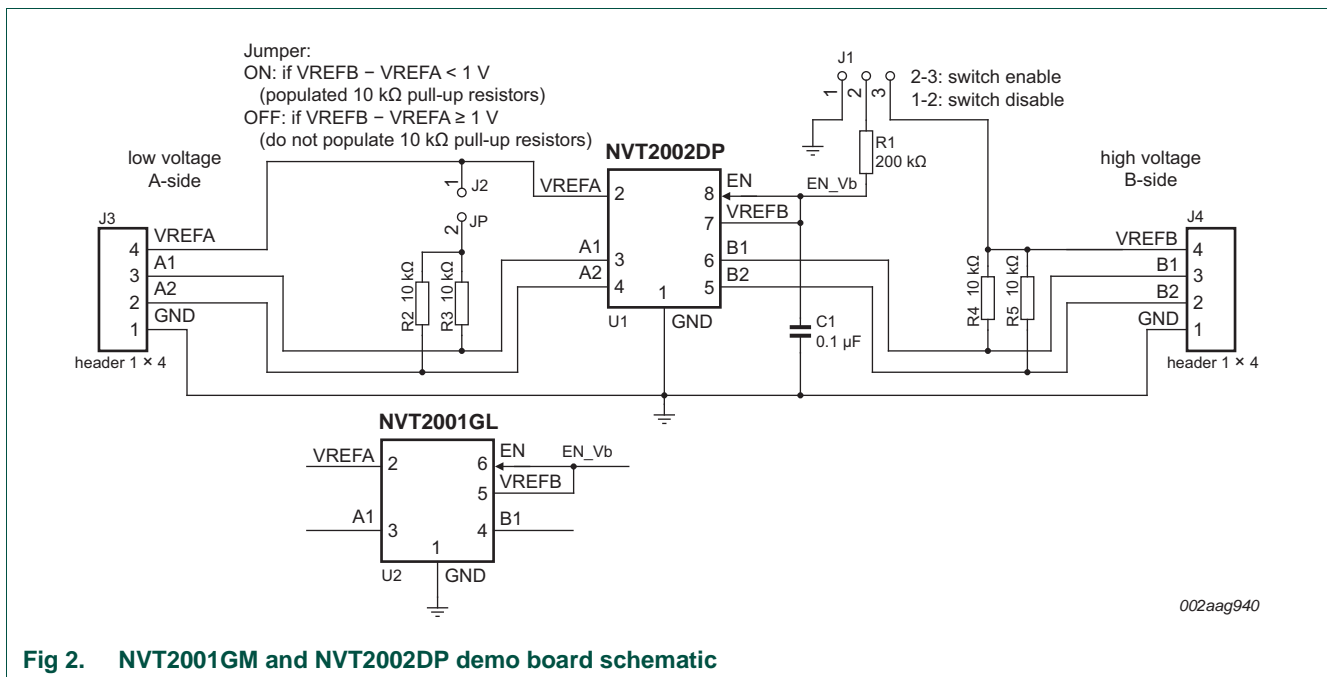 Jumper:
ON: if VREFB − VREFA < 1 V
(populated 10 kΩ pull-up resistors)
OFF: if VREFB − VREFA ≥ 1 V
(do not populate 10 kΩ pull-up resistors)
J1
1
2
3
2-3: switch enable
1-2: switch disable
low voltage
A-side
J3
4 VREFA
3 A1
2 A2
1 GND
header 1 × 4
1
J2
JP
2
R2 10 kΩ
R3 10 kΩ
NVT2002DP
VREFA 2
A1 3
A2 4
1
U1
GND
8 EN
7 VREFB
6 B1
5 B2
EN_Vb
R1
200 kΩ
C1
0.1 μF
high voltage
B-side
J4
VREFB 4
B1 3
B2 2
GND 1
header 1 × 4
R4 10 kΩ
R5 10 kΩ
NVT2001GL
VREFA 2
A1 3
1
U2
GND
6 EN
5 VREFB
4 B1
EN_Vb
002aag940
Fig 2. NVT2001GM and NVT2002DP demo board schematic